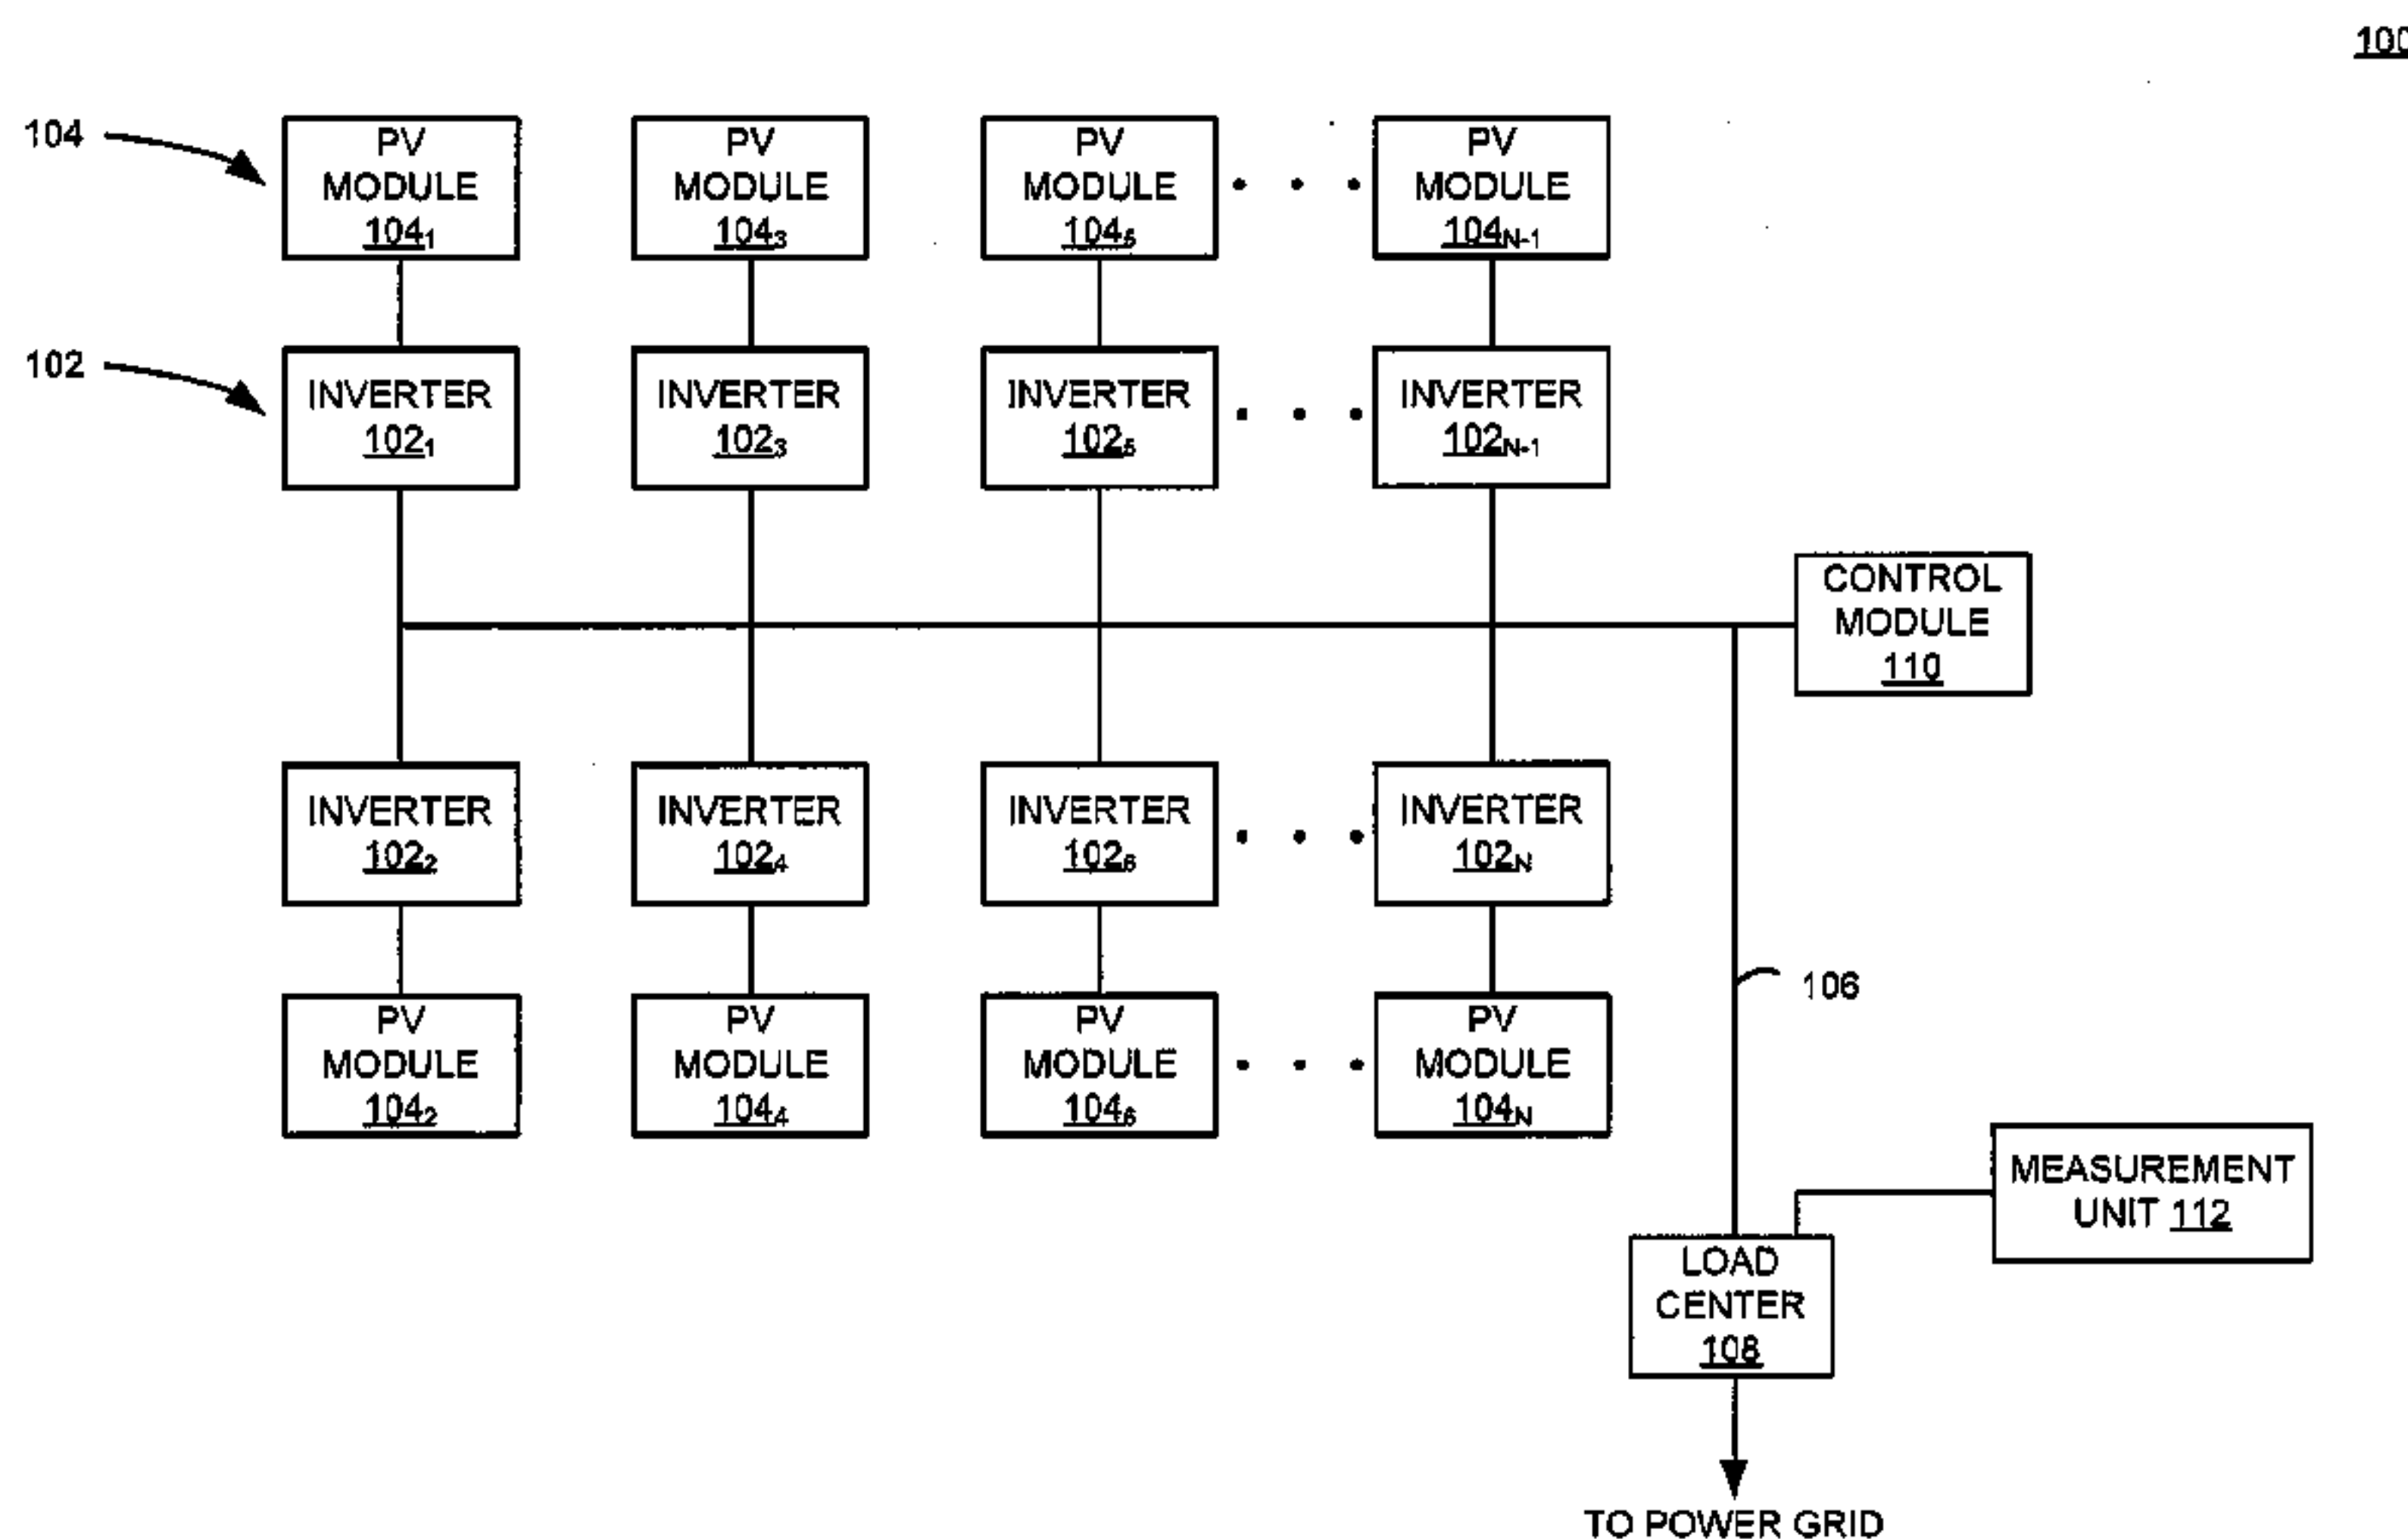 100
104
PV
MODULE
104₁
PV
MODULE
104₃
PV
MODULE
104₅
PV
MODULE
104N-1
102
INVERTER
102₁
INVERTER
102₃
INVERTER
102₅
INVERTER
102N-1
CONTROL
MODULE
110
INVERTER
102₂
INVERTER
102₄
INVERTER
102₆
INVERTER
102N
106
PV
MODULE
104₂
PV
MODULE
104₄
PV
MODULE
104₆
PV
MODULE
104N
MEASUREMENT
UNIT 112
LOAD
CENTER
108
TO POWER GRID